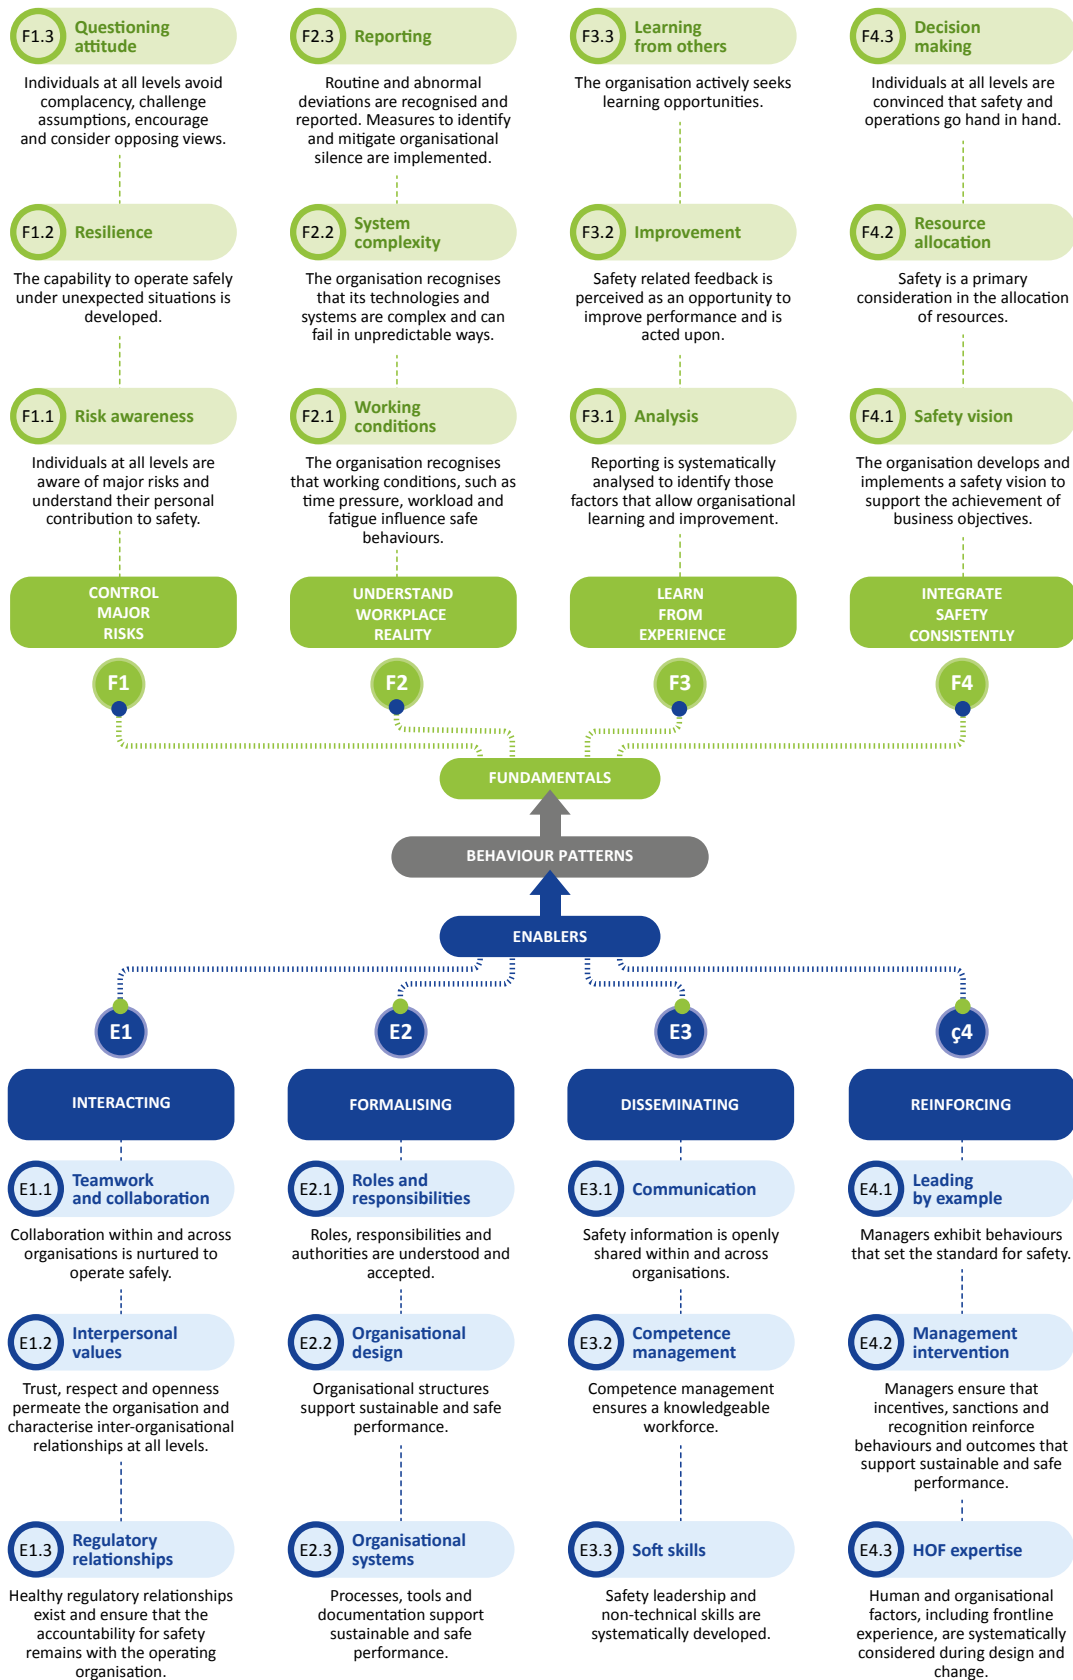 F1.3
Questioning
attitude
Individuals at all levels avoid
complacency, challenge
assumptions, encourage
and consider opposing views.
F2.3
Reporting
Routine and abnormal
deviations are recognised and
reported. Measures to identify
and mitigate organisational
silence are implemented.
F3.3
Learning
from others
The organisation actively seeks
learning opportunities.
F4.3
Decision
making
Individuals at all levels are
convinced that safety and
operations go hand in hand.
F1.2
Resilience
The capability to operate safely
under unexpected situations is
developed.
F2.2
System
complexity
The organisation recognises
that its technologies and
systems are complex and can
fail in unpredictable ways.
F3.2
Improvement
Safety related feedback is
perceived as an opportunity to
improve performance and is
acted upon.
F4.2
Resource
allocation
Safety is a primary
consideration in the allocation
of resources.
F1.1
Risk awareness
Individuals at all levels are
aware of major risks and
understand their personal
contribution to safety.
F2.1
Working
conditions
The organisation recognises
that working conditions, such as
time pressure, workload and
fatigue influence safe
behaviours.
F3.1
Analysis
Reporting is systematically
analysed to identify those
factors that allow organisational
learning and improvement.
F4.1
Safety vision
The organisation develops and
implements a safety vision to
support the achievement of
business objectives.
CONTROL
MAJOR
RISKS
UNDERSTAND
WORKPLACE
REALITY
LEARN
FROM
EXPERIENCE
INTEGRATE
SAFETY
CONSISTENTLY
F1
F2
F3
F4
FUNDAMENTALS
BEHAVIOUR PATTERNS
ENABLERS
E1
E2
E3
ç4
INTERACTING
FORMALISING
DISSEMINATING
REINFORCING
E1.1
Teamwork
and collaboration
Collaboration within and across
organisations is nurtured to
operate safely.
E2.1
Roles and
responsibilities
Roles, responsibilities and
authorities are understood and
accepted.
E3.1
Communication
Safety information is openly
shared within and across
organisations.
E4.1
Leading
by example
Managers exhibit behaviours
that set the standard for safety.
E1.2
Interpersonal
values
Trust, respect and openness
permeate the organisation and
characterise inter-organisational
relationships at all levels.
E2.2
Organisational
design
Organisational structures
support sustainable and safe
performance.
E3.2
Competence
management
Competence management
ensures a knowledgeable
workforce.
E4.2
Management
intervention
Managers ensure that
incentives, sanctions and
recognition reinforce
behaviours and outcomes that
support sustainable and safe
performance.
E1.3
Regulatory
relationships
Healthy regulatory relationships
exist and ensure that the
accountability for safety
remains with the operating
organisation.
E2.3
Organisational
systems
Processes, tools and
documentation support
sustainable and safe
performance.
E3.3
Soft skills
Safety leadership and
non-technical skills are
systematically developed.
E4.3
HOF expertise
Human and organisational
factors, including frontline
experience, are systematically
considered during design and
change.